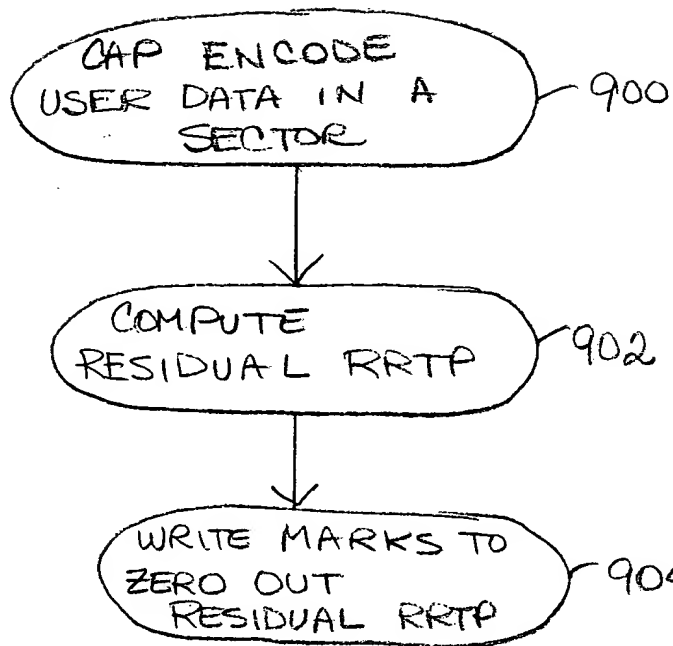 CAP ENCODE
USER DATA IN A
SECTOR
900
COMPUTE
RESIDUAL RRTP
902
WRITE MARKS TO
ZERO OUT
RESIDUAL RRTP
904